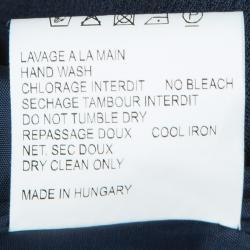 LAVAGE A LA MAIN
HAND WASH
CHLORAGE INTERDIT NO BLEACH
SECHAGE TAMBOUR INTERDIT
DO NOT TUMBLE DRY
REPASSAGE DOUX COOL IRON
NET. SEC DOUX
DRY CLEAN ONLY
MADE IN HUNGARY